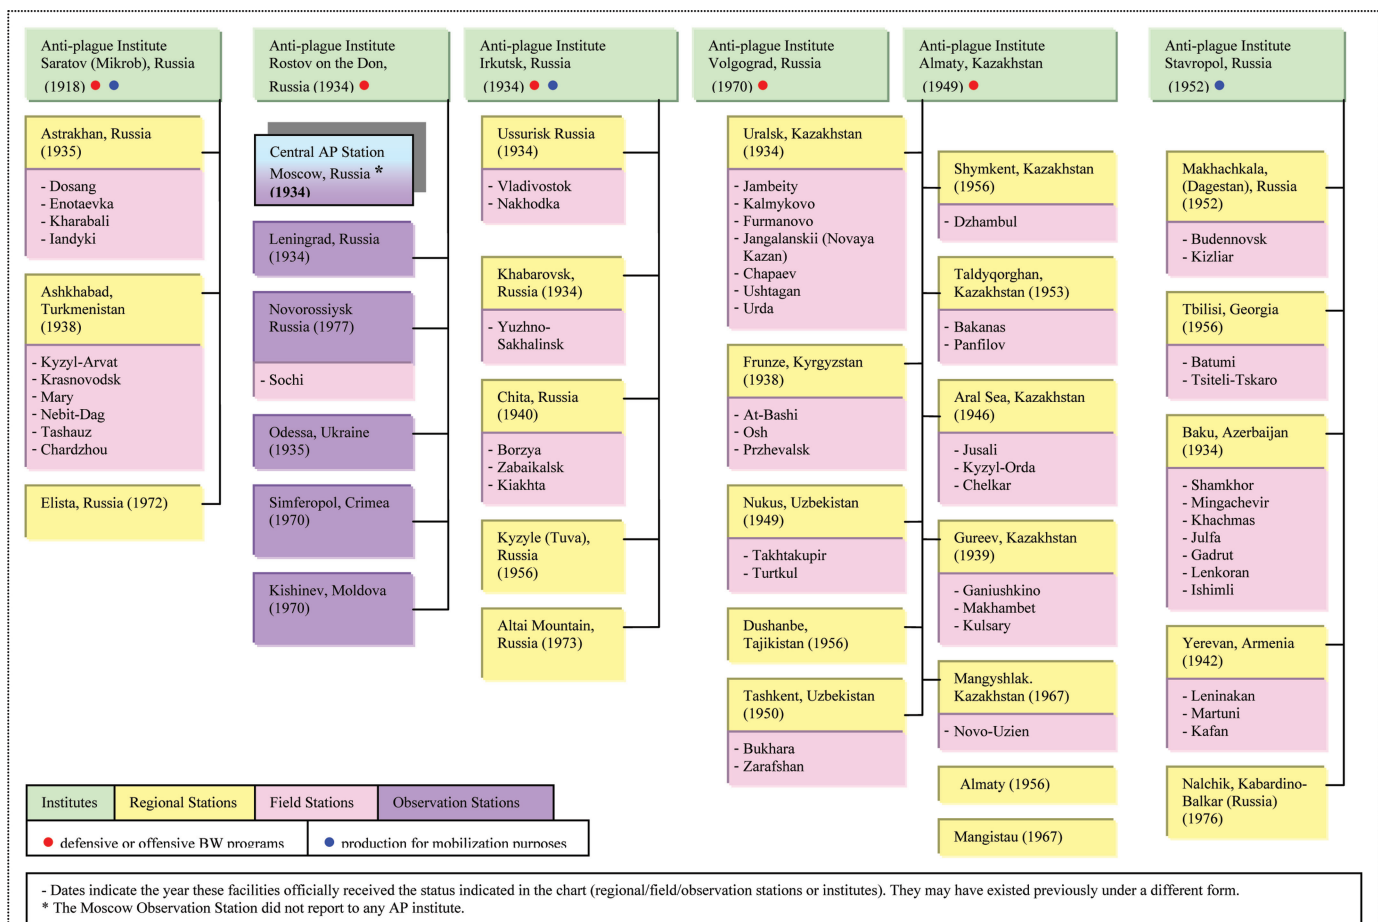 Anti-plague Institute
Saratov (Mikrob), Russia
(1918)
Astrakhan, Russia
(1935)
- Dosang
- Enotaevka
- Kharabali
- Iandyki
Ashkhabad,
Turkmenistan
(1938)
- Kyzyl-Arvat
- Krasnovodsk
- Mary
- Nebit-Dag
- Tashauz
- Chardzhou
Elista, Russia (1972)
Anti-plague Institute
Rostov on the Don,
Russia (1934)
Central AP Station
Moscow, Russia *
(1934)
Leningrad, Russia
(1934)
Novorossiysk
Russia (1977)
- Sochi
Odessa, Ukraine
(1935)
Simferopol, Crimea
(1970)
Kishinev, Moldova
(1970)
Anti-plague Institute
Irkutsk, Russia
(1934)
Ussurisk Russia
(1934)
- Vladivostok
- Nakhodka
Khabarovsk,
Russia (1934)
- Yuzhno-
Sakhalinsk
Chita, Russia
(1940)
- Borzya
- Zabaikalsk
- Kiakhta
Kyzyle (Tuva),
Russia
(1956)
Altai Mountain,
Russia (1973)
Anti-plague Institute
Volgograd, Russia
(1970)
Uralsk, Kazakhstan
(1934)
- Jambeity
- Kalmykovo
- Furmanovo
- Jangalanskii (Novaya
Kazan)
- Chapaev
- Ushtagan
- Urda
Frunze, Kyrgyzstan
(1938)
- At-Bashi
- Osh
- Przhevalsk
Nukus, Uzbekistan
(1949)
- Takhtakupir
- Turtkul
Dushanbe,
Tajikistan (1956)
Tashkent, Uzbekistan
(1950)
- Bukhara
- Zarafshan
Anti-plague Institute
Almaty, Kazakhstan
(1949)
Shymkent, Kazakhstan
(1956)
- Dzhambul
Taldyqorghan,
Kazakhstan (1953)
- Bakanas
- Panfilov
Aral Sea, Kazakhstan
(1946)
- Jusali
- Kyzyl-Orda
- Chelkar
Gureev, Kazakhstan
(1939)
- Ganiushkino
- Makhambet
- Kulsary
Mangyshlak.
Kazakhstan (1967)
- Novo-Uzien
Almaty (1956)
Mangistau (1967)
Anti-plague Institute
Stavropol, Russia
(1952)
Makhachkala,
(Dagestan), Russia
(1952)
- Budennovsk
- Kizliar
Tbilisi, Georgia
(1956)
- Batumi
- Tsiteli-Tskaro
Baku, Azerbaijan
(1934)
- Shamkhor
- Mingachevir
- Khachmas
- Julfa
- Gadrut
- Lenkoran
- Ishimli
Yerevan, Armenia
(1942)
- Leninakan
- Martuni
- Kafan
Nalchik, Kabardino-
Balkar (Russia)
(1976)
Institutes Regional Stations Field Stations Observation Stations
defensive or offensive BW programs production for mobilization purposes
- Dates indicate the year these facilities officially received the status indicated in the chart (regional/field/observation stations or institutes). They may have existed previously under a different form.
* The Moscow Observation Station did not report to any AP institute.